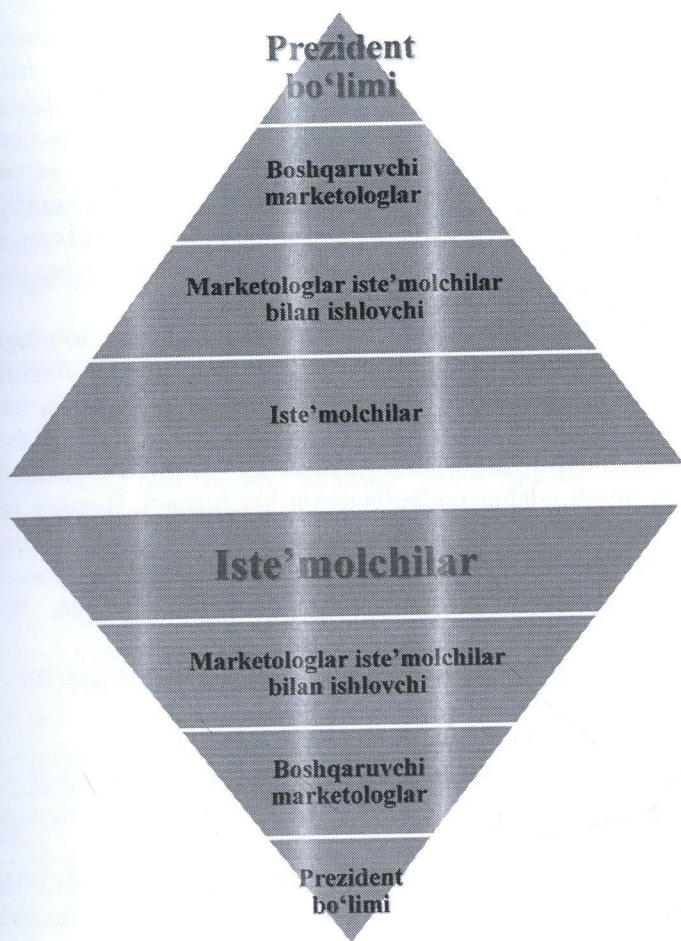 Prezident
bo‘limi
Boshqaruvchi
marketologlar
Marketologlar iste’molchilar
bilan ishlovchi
Iste’molchilar
Iste’molchilar
Marketologlar iste’molchilar
bilan ishlovchi
Boshqaruvchi
marketologlar
Prezident
bo‘limi